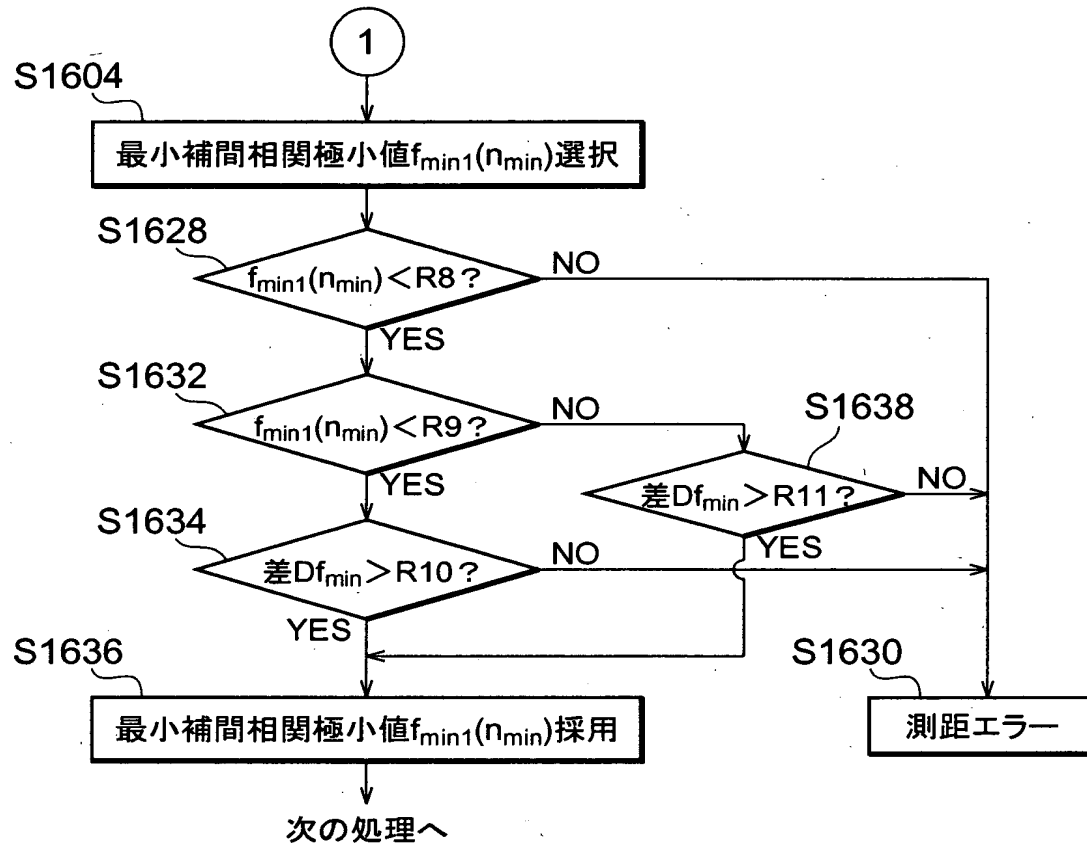 1
S1604
最小補間相関極小値fmin1(nmin)選択
S1628
fmin1(nmin)<R8?
NO
YES
S1632
fmin1(nmin)<R9?
NO
YES
S1638
差Dfmin>R11?
NO
YES
S1634
差Dfmin>R10?
NO
YES
S1636
最小補間相関極小値fmin1(nmin)採用
S1630
測距エラー
次の処理へ